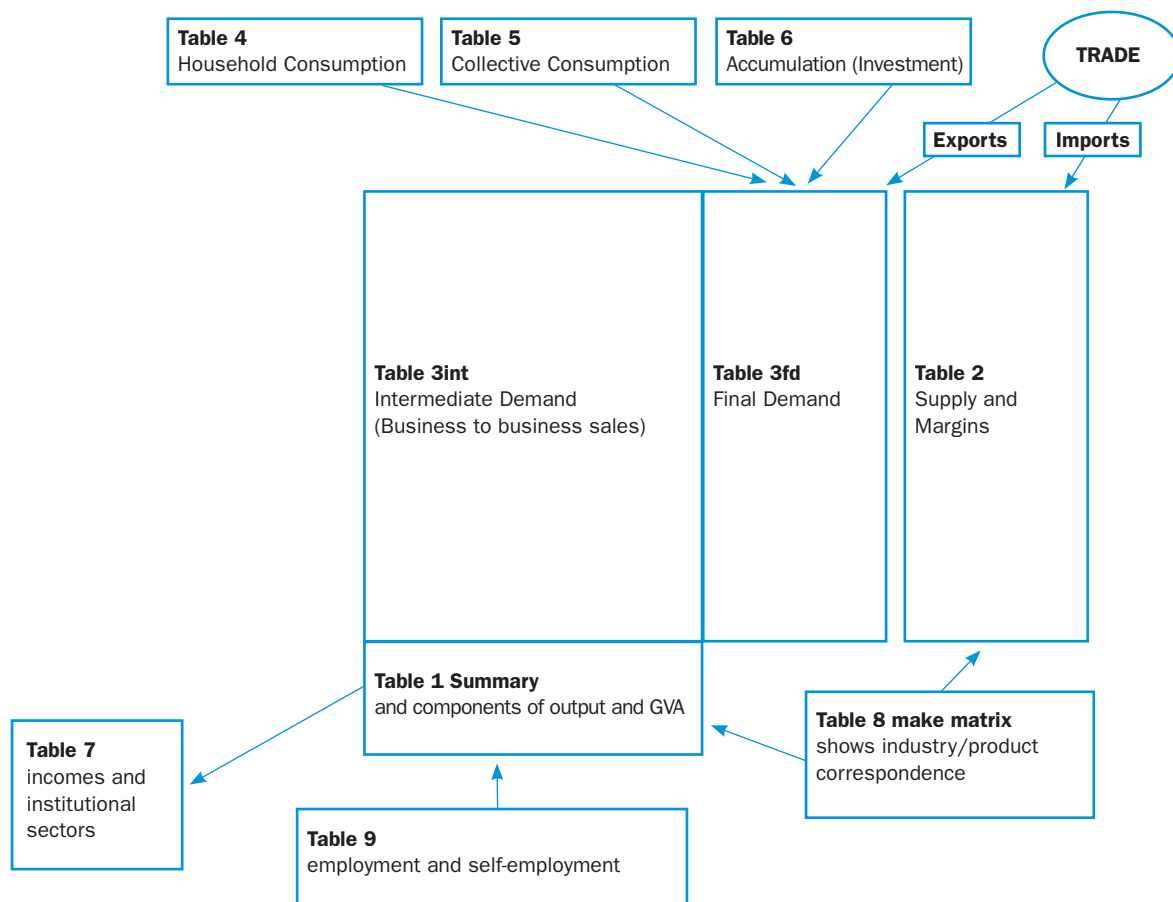 Table 4
Household Consumption
Table 5
Collective Consumption
Table 6
Accumulation (Investment)
TRADE
Exports
Imports
Table 3int
Intermediate Demand
(Business to business sales)
Table 3fd
Final Demand
Table 2
Supply and
Margins
Table 1 Summary
and components of output and GVA
Table 8 make matrix
shows industry/product
correspondence
Table 7
incomes and
institutional
sectors
Table 9
employment and self-employment